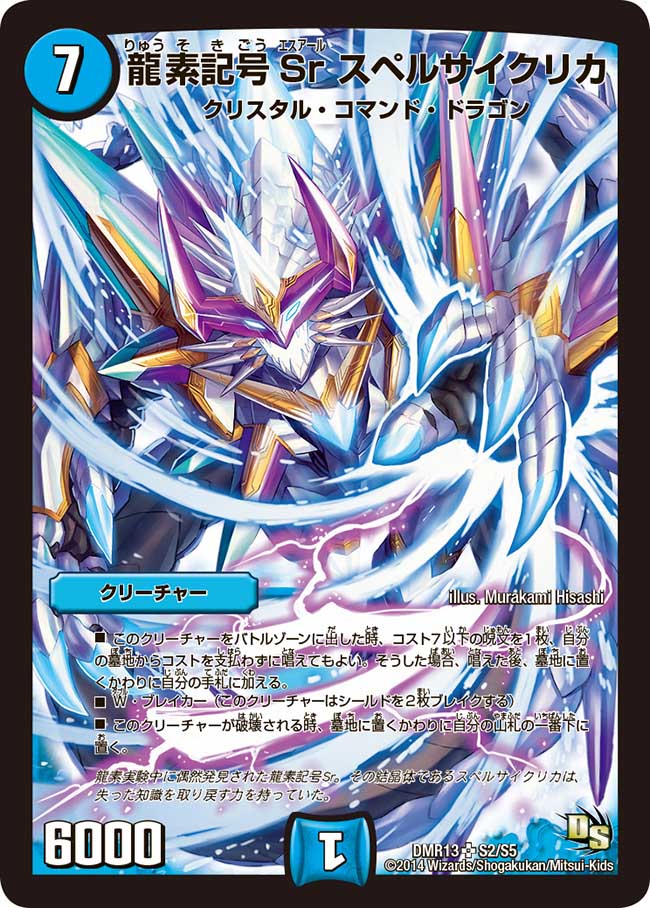 7
りゅうそきごう エスアール
龍素記号 Sr スペルサイクリカ
クリスタル・コマンド・ドラゴン
クリーチャー
illus. Murakami Hisashi
■ このクリーチャーをバトルゾーンに出した時、コスト7以下の呪文を1枚、自分
の墓地からコストを支払わずに唱えてもよい。そうした場合、唱えた後、墓地に置
くかわりに自分の手札に加える。
■ W・ブレイカー（このクリーチャーはシールドを2枚ブレイクする）
■ このクリーチャーが破壊される時、墓地に置くかわりに自分の山札の一番下に
置く。
龍素実験中に偶然発見された龍素記号Sr。その結晶体であるスペルサイクリカは、
失った知識を取り戻す力を持っていた。
6000
1
DS
DMR13 S2/S5
©2014 Wizards/Shogakukan/Mitsui-Kids